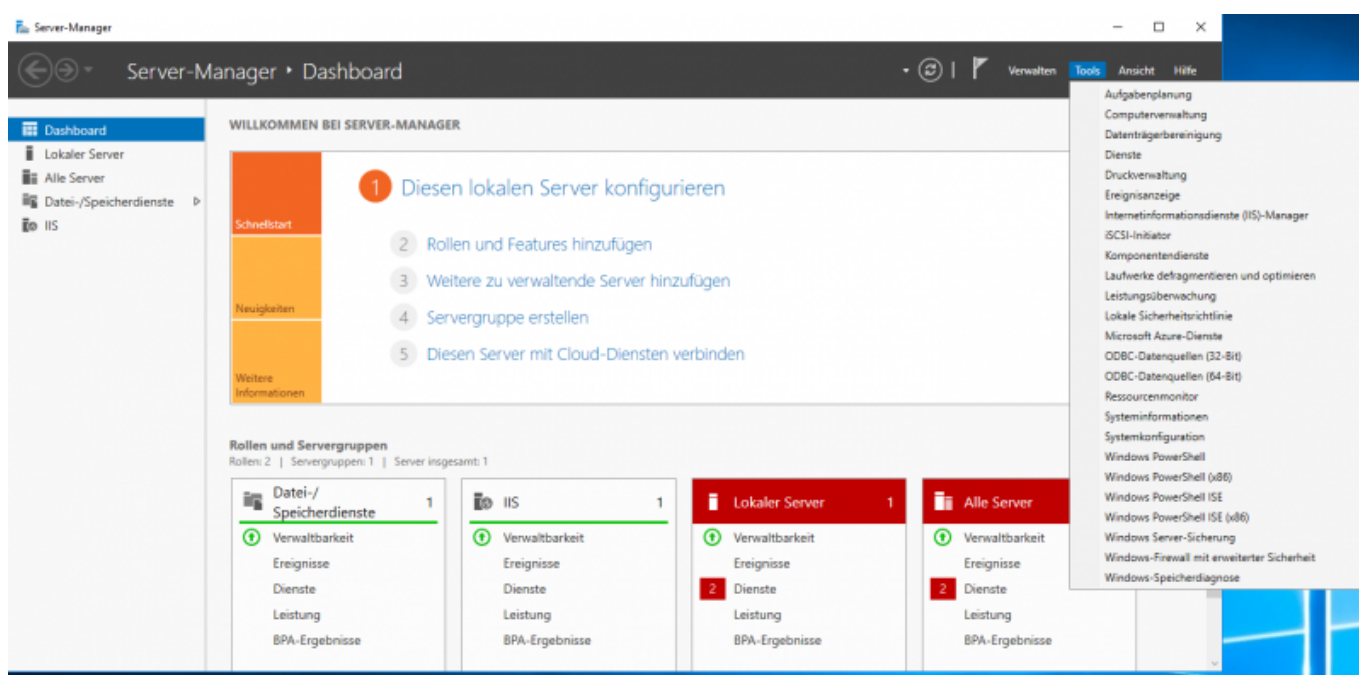 Server-Manager
Server-Manager • Dashboard
Verwalten Tools Ansicht Hilfe
Dashboard
Lokaler Server
Alle Server
Datei-/Speicherdienste
IIS
WILLKOMMEN BEI SERVER-MANAGER
Schnellstart
Neuigkeiten
Weitere
Informationen
1 Diesen lokalen Server konfigurieren
2 Rollen und Features hinzufügen
3 Weitere zu verwaltende Server hinzufügen
4 Servergruppe erstellen
5 Diesen Server mit Cloud-Diensten verbinden
Rollen und Servergruppen
Rollen: 2 | Servergruppen: 1 | Server insgesamt: 1
Datei-/
Speicherdienste 1
Verwaltbarkeit
Ereignisse
Dienste
Leistung
BPA-Ergebnisse
IIS 1
Verwaltbarkeit
Ereignisse
Dienste
Leistung
BPA-Ergebnisse
Lokaler Server 1
Verwaltbarkeit
Ereignisse
2 Dienste
Leistung
BPA-Ergebnisse
Alle Server
Verwaltbarkeit
Ereignisse
2 Dienste
Leistung
BPA-Ergebnisse
Aufgabenplanung
Computerverwaltung
Datenträgerbereinigung
Dienste
Druckverwaltung
Ereignisanzeige
Internetinformationsdienste (IIS)-Manager
iSCSI-Initiator
Komponentendienste
Laufwerke defragmentieren und optimieren
Leistungsüberwachung
Lokale Sicherheitsrichtlinie
Microsoft Azure-Dienste
ODBC-Datenquellen (32-Bit)
ODBC-Datenquellen (64-Bit)
Ressourcenmonitor
Systeminformationen
Systemkonfiguration
Windows PowerShell
Windows PowerShell (x86)
Windows PowerShell ISE
Windows PowerShell ISE (x86)
Windows Server-Sicherung
Windows-Firewall mit erweiterter Sicherheit
Windows-Speicherdiagnose